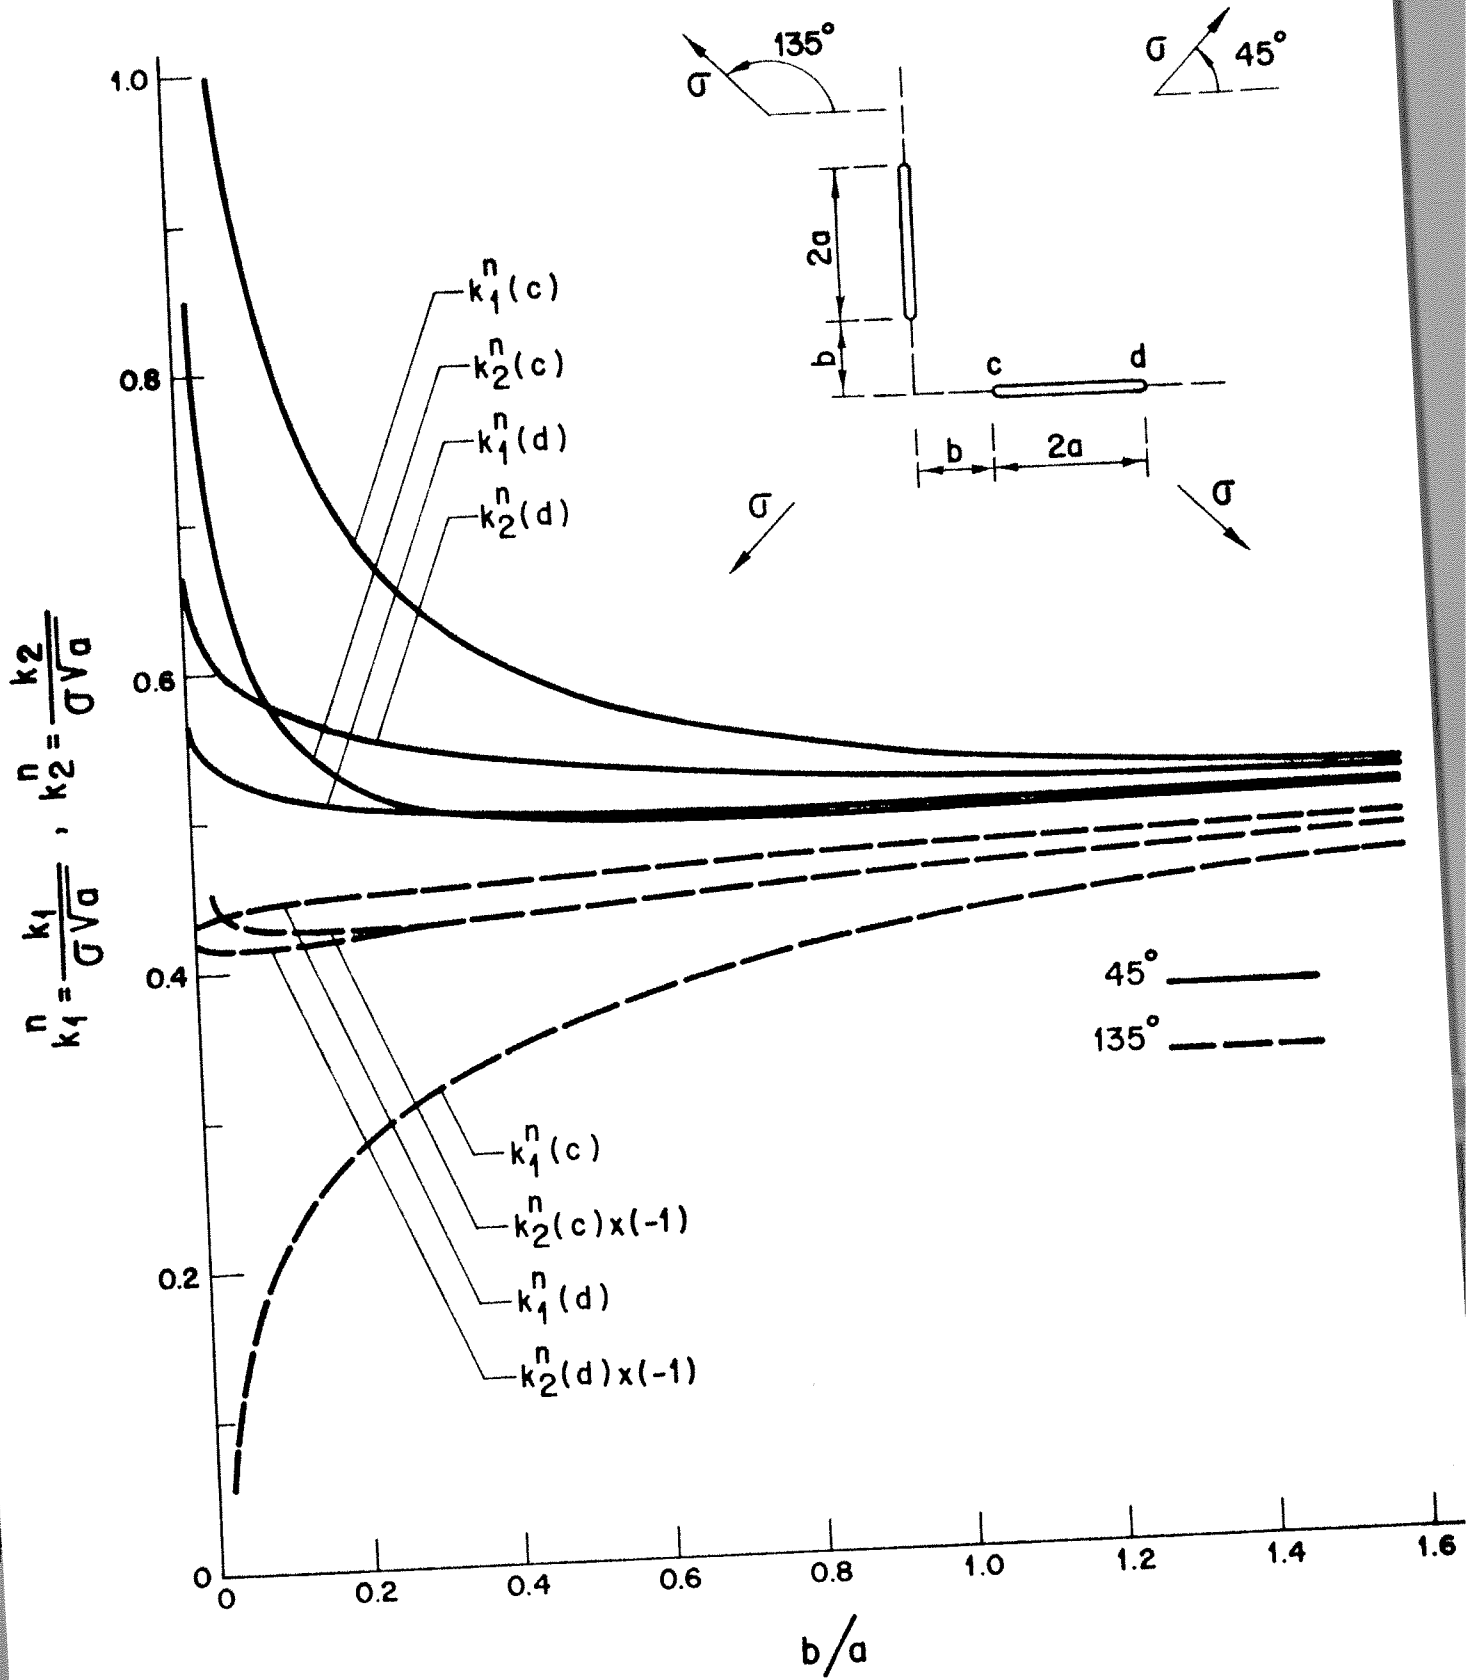 1.0
0.8
0.6
0.4
0.2
0
0
0.2
0.4
0.6
0.8
1.0
1.2
1.4
1.6
b/a
k₁ⁿ = k₁/σ√a , k₂ⁿ = k₂/σ√a
135°
σ
σ
45°
2a
b
c
d
b
2a
σ
σ
k₁ⁿ(c)
k₂ⁿ(c)
k₁ⁿ(d)
k₂ⁿ(d)
45°
135°
k₁ⁿ(c)
k₂ⁿ(c)x(-1)
k₁ⁿ(d)
k₂ⁿ(d)x(-1)